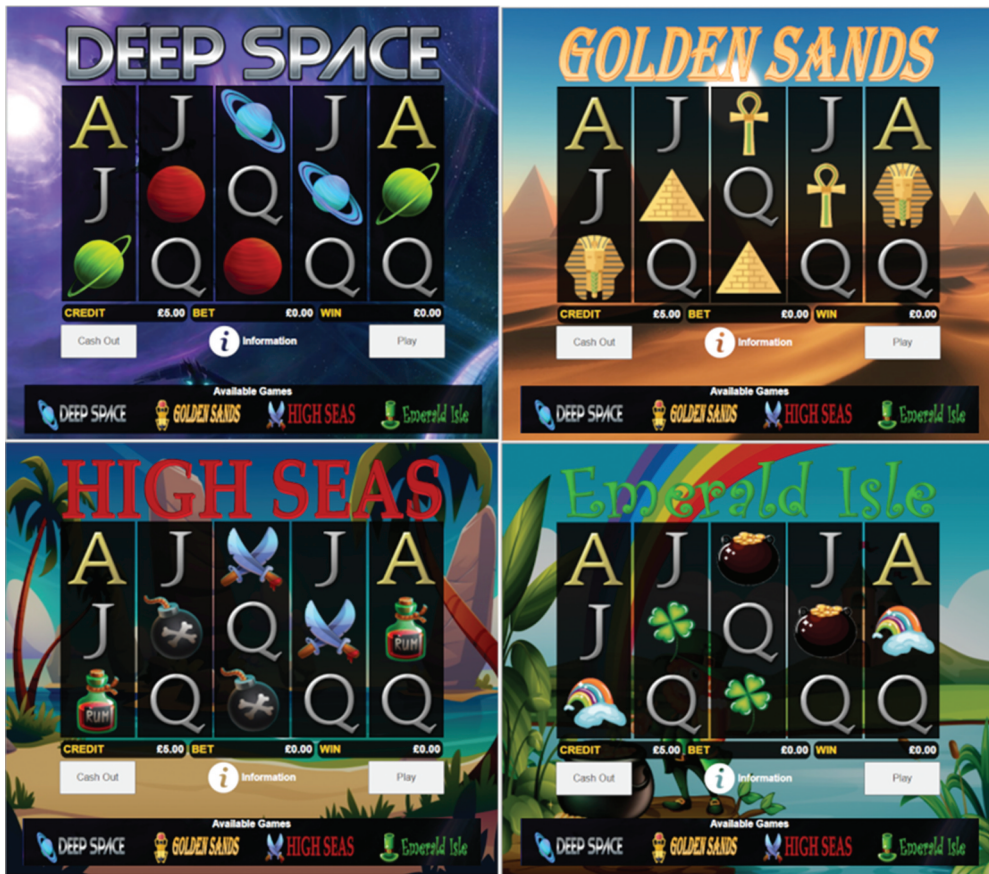 DEEP SPACE
A J J A
J Q
Q Q Q
CREDIT £5.00 BET £0.00 WIN £0.00
Cash Out i Information Play
Available Games
DEEP SPACE GOLDEN SANDS HIGH SEAS Emerald Isle
GOLDEN SANDS
A J J A
J Q
Q Q Q
CREDIT £5.00 BET £0.00 WIN £0.00
Cash Out i Information Play
Available Games
DEEP SPACE GOLDEN SANDS HIGH SEAS Emerald Isle
HIGH SEAS
A J J A
J Q RUM
RUM Q Q Q
CREDIT £5.00 BET £0.00 WIN £0.00
Cash Out i Information Play
Available Games
DEEP SPACE GOLDEN SANDS HIGH SEAS Emerald Isle
Emerald Isle
A J J A
J Q
Q Q Q
CREDIT £5.00 BET £0.00 WIN £0.00
Cash Out i Information Play
Available Games
DEEP SPACE GOLDEN SANDS HIGH SEAS Emerald Isle